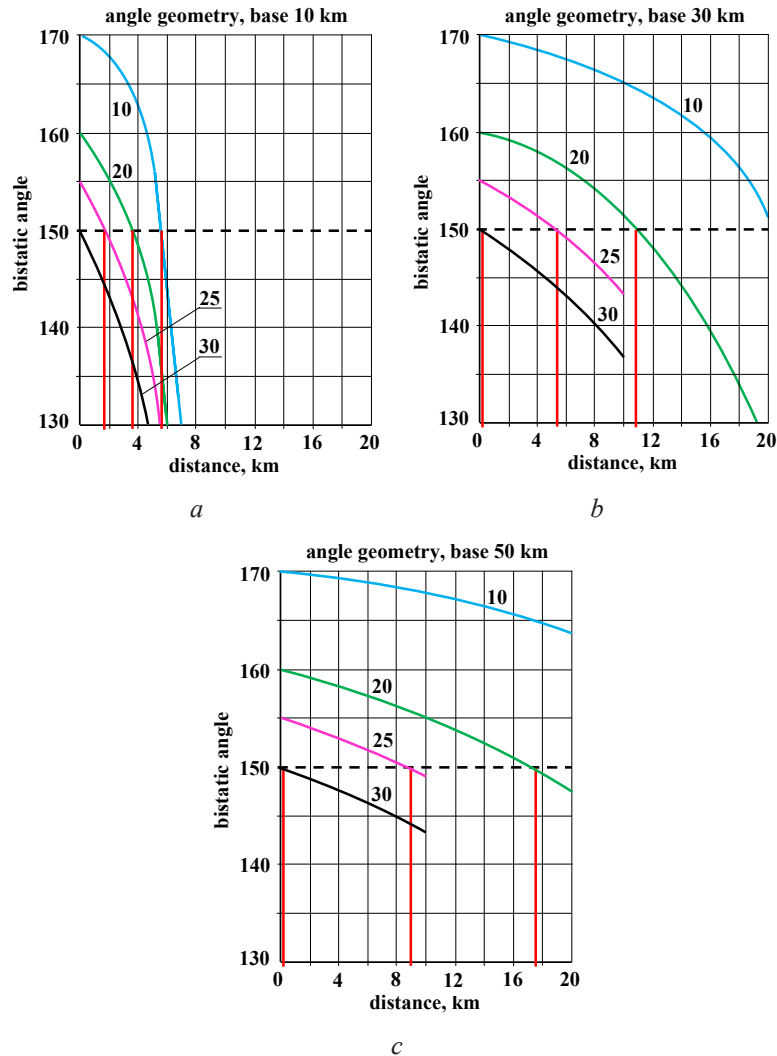 angle geometry, base 10 km
170
160
150
140
130
bistatic angle
10
20
25
30
0 4 8 12 16 20
distance, km
a
angle geometry, base 30 km
170
160
150
140
130
bistatic angle
10
20
25
30
0 4 8 12 16 20
distance, km
b
angle geometry, base 50 km
170
160
150
140
130
bistatic angle
10
20
25
30
0 4 8 12 16 20
distance, km
c